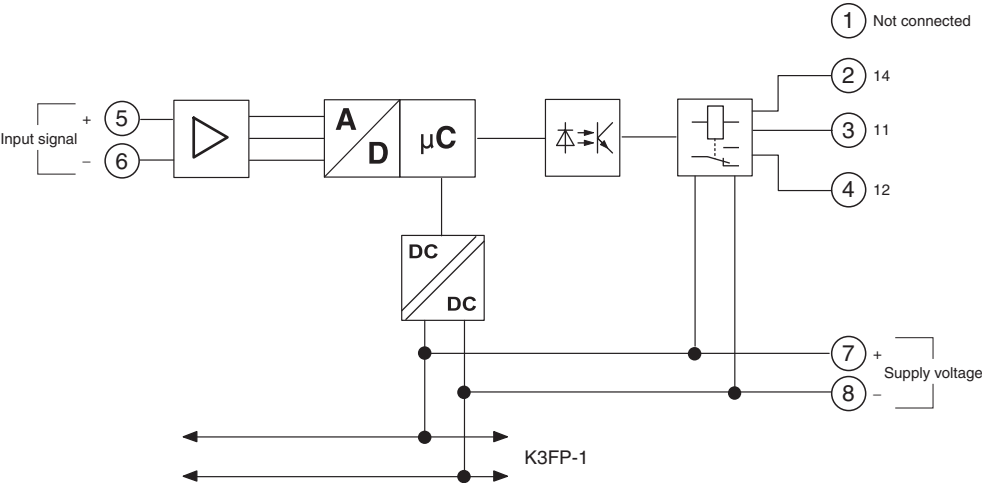 1 Not connected
2 14
3 11
4 12
Input signal
+ 5
– 6
A
D
µC
DC
DC
7 +
8 –
Supply voltage
K3FP-1